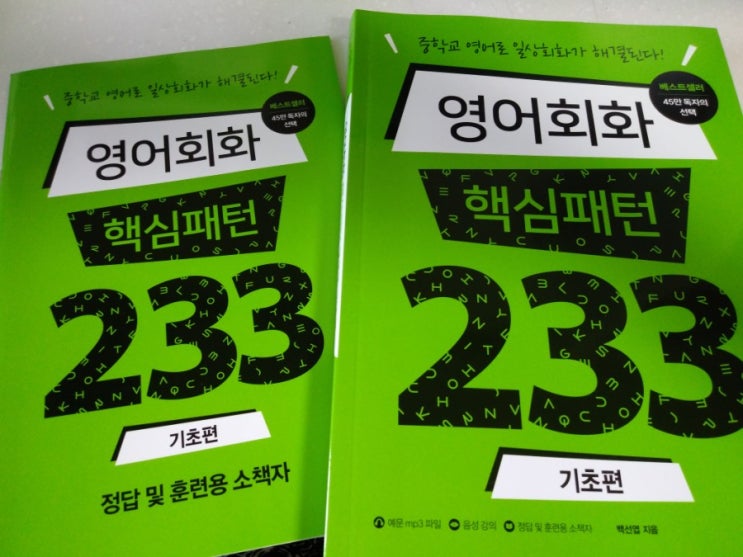 중학교 영어로 일상회화가 해결된다!
베스트셀러
45만 독자의
선택
영어회화
핵심패턴
233
기초편
정답 및 훈련용 소책자
중학교 영어로 일상회화가 해결된다!
베스트셀러
45만 독자의
선택
영어회화
핵심패턴
233
기초편
예문 mp3 파일 음성 강의 정답 및 훈련용 소책자 백선엽 지음